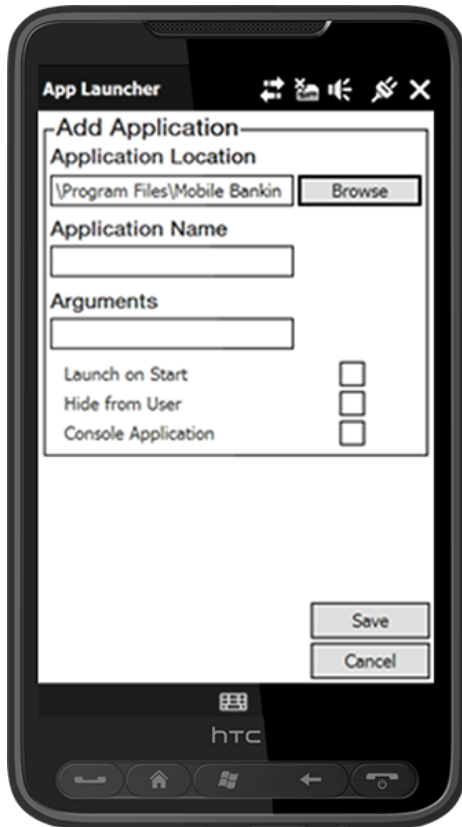 App Launcher
Add Application
Application Location
\Program Files\Mobile Bankin
Browse
Application Name
Arguments
Launch on Start
Hide from User
Console Application
Save
Cancel
hTC